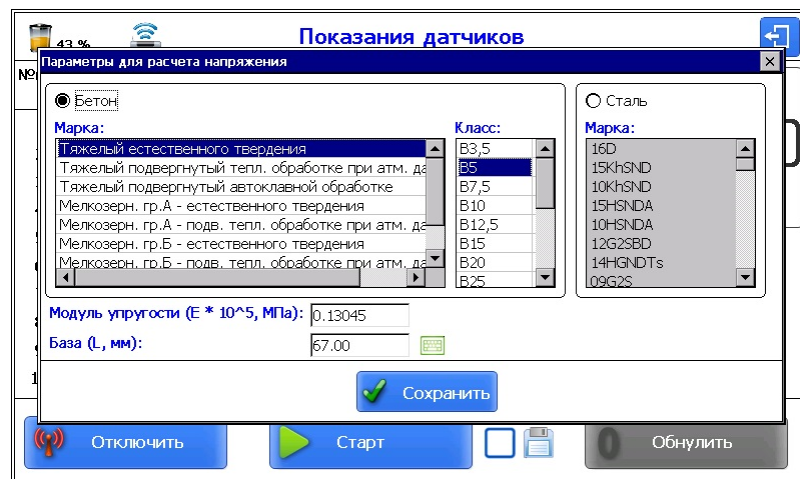 43 %
Показания датчиков
Параметры для расчета напряжения
№
Бетон
Марка:
Класс:
Тяжелый естественного твердения
Тяжелый подвергнутый тепл. обработке при атм. да
Тяжелый подвергнутый автоклавной обработке
Мелкозерн. гр.А - естественного твердения
Мелкозерн. гр.А - подв. тепл. обработке при атм. да
Мелкозерн. гр.Б - естественного твердения
Мелкозерн. гр.Б - подв. тепл. обработке при атм. да
B3,5
B5
B7,5
B10
B12,5
B15
B20
B25
Сталь
Марка:
16D
15KhSND
10KhSND
15HSNDA
10HSNDA
12G2SBD
14HGNDTs
09G2S
Модуль упругости (E * 10^5, МПа): 0.13045
База (L, мм): 67.00
Сохранить
Отключить
Старт
0 Обнулить